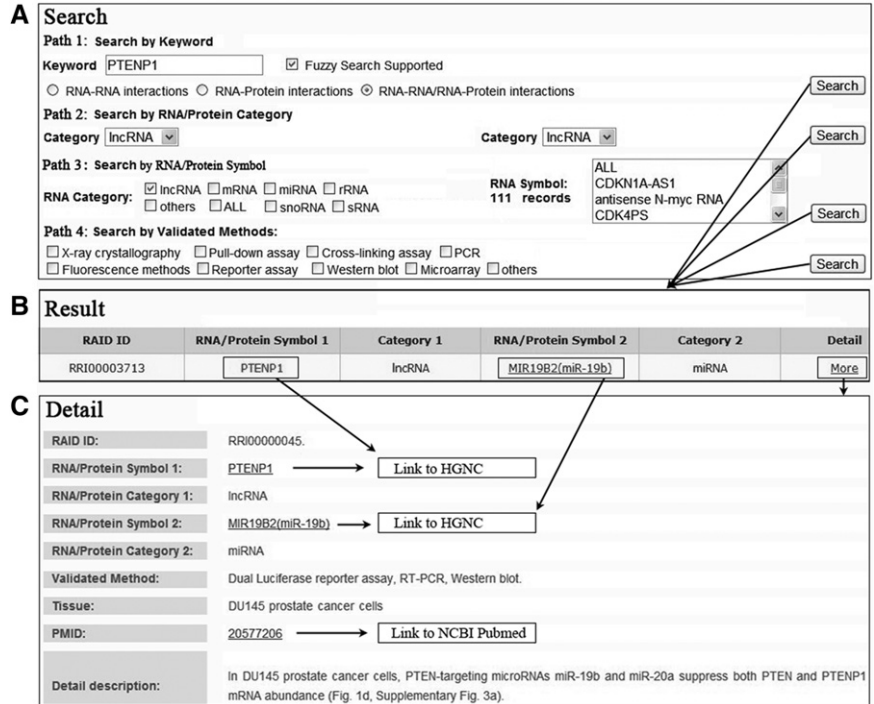 A
Search
Path 1: Search by Keyword
Keyword PTENP1 Fuzzy Search Supported
RNA-RNA interactions RNA-Protein interactions RNA-RNA/RNA-Protein interactions Search
Path 2: Search by RNA/Protein Category
Category lncRNA Category lncRNA Search
Path 3: Search by RNA/Protein Symbol
RNA Category: lncRNA mRNA miRNA rRNA
others ALL snoRNA sRNA
RNA Symbol:
111 records
ALL
CDKN1A-AS1
antisense N-myc RNA
CDK4PS
Search
Path 4: Search by Validated Methods:
X-ray crystallography Pull-down assay Cross-linking assay PCR
Fluorescence methods Reporter assay Western blot Microarray others
Search
B
Result
RAID ID RNA/Protein Symbol 1 Category 1 RNA/Protein Symbol 2 Category 2 Detail
RRI00003713 PTENP1 lncRNA MIR19B2(miR-19b) miRNA More
C
Detail
RAID ID: RRI00000045.
RNA/Protein Symbol 1: PTENP1 Link to HGNC
RNA/Protein Category 1: lncRNA
RNA/Protein Symbol 2: MIR19B2(miR-19b) Link to HGNC
RNA/Protein Category 2: miRNA
Validated Method: Dual Luciferase reporter assay, RT-PCR, Western blot.
Tissue: DU145 prostate cancer cells
PMID: 20577206 Link to NCBI Pubmed
Detail description: In DU145 prostate cancer cells, PTEN-targeting microRNAs miR-19b and miR-20a suppress both PTEN and PTENP1
mRNA abundance (Fig. 1d, Supplementary Fig. 3a).